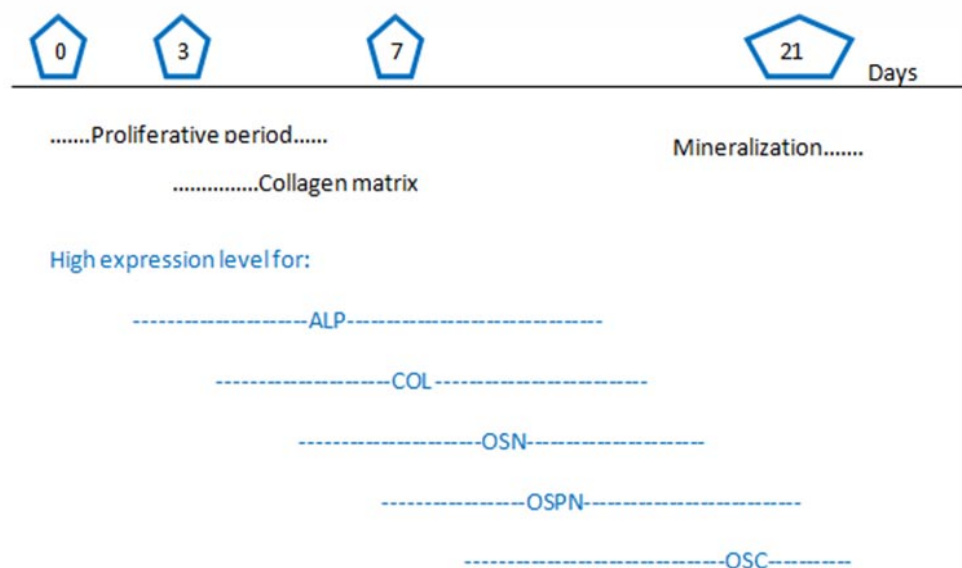 0 3 7 21 Days
.......Proliferative period......
Mineralization.......
...............Collagen matrix
High expression level for:
---------------------ALP-------------------------------
---------------------COL--------------------------
----------------------OSN----------------------
-----------------OSPN--------------------------
-------------------------------OSC----------